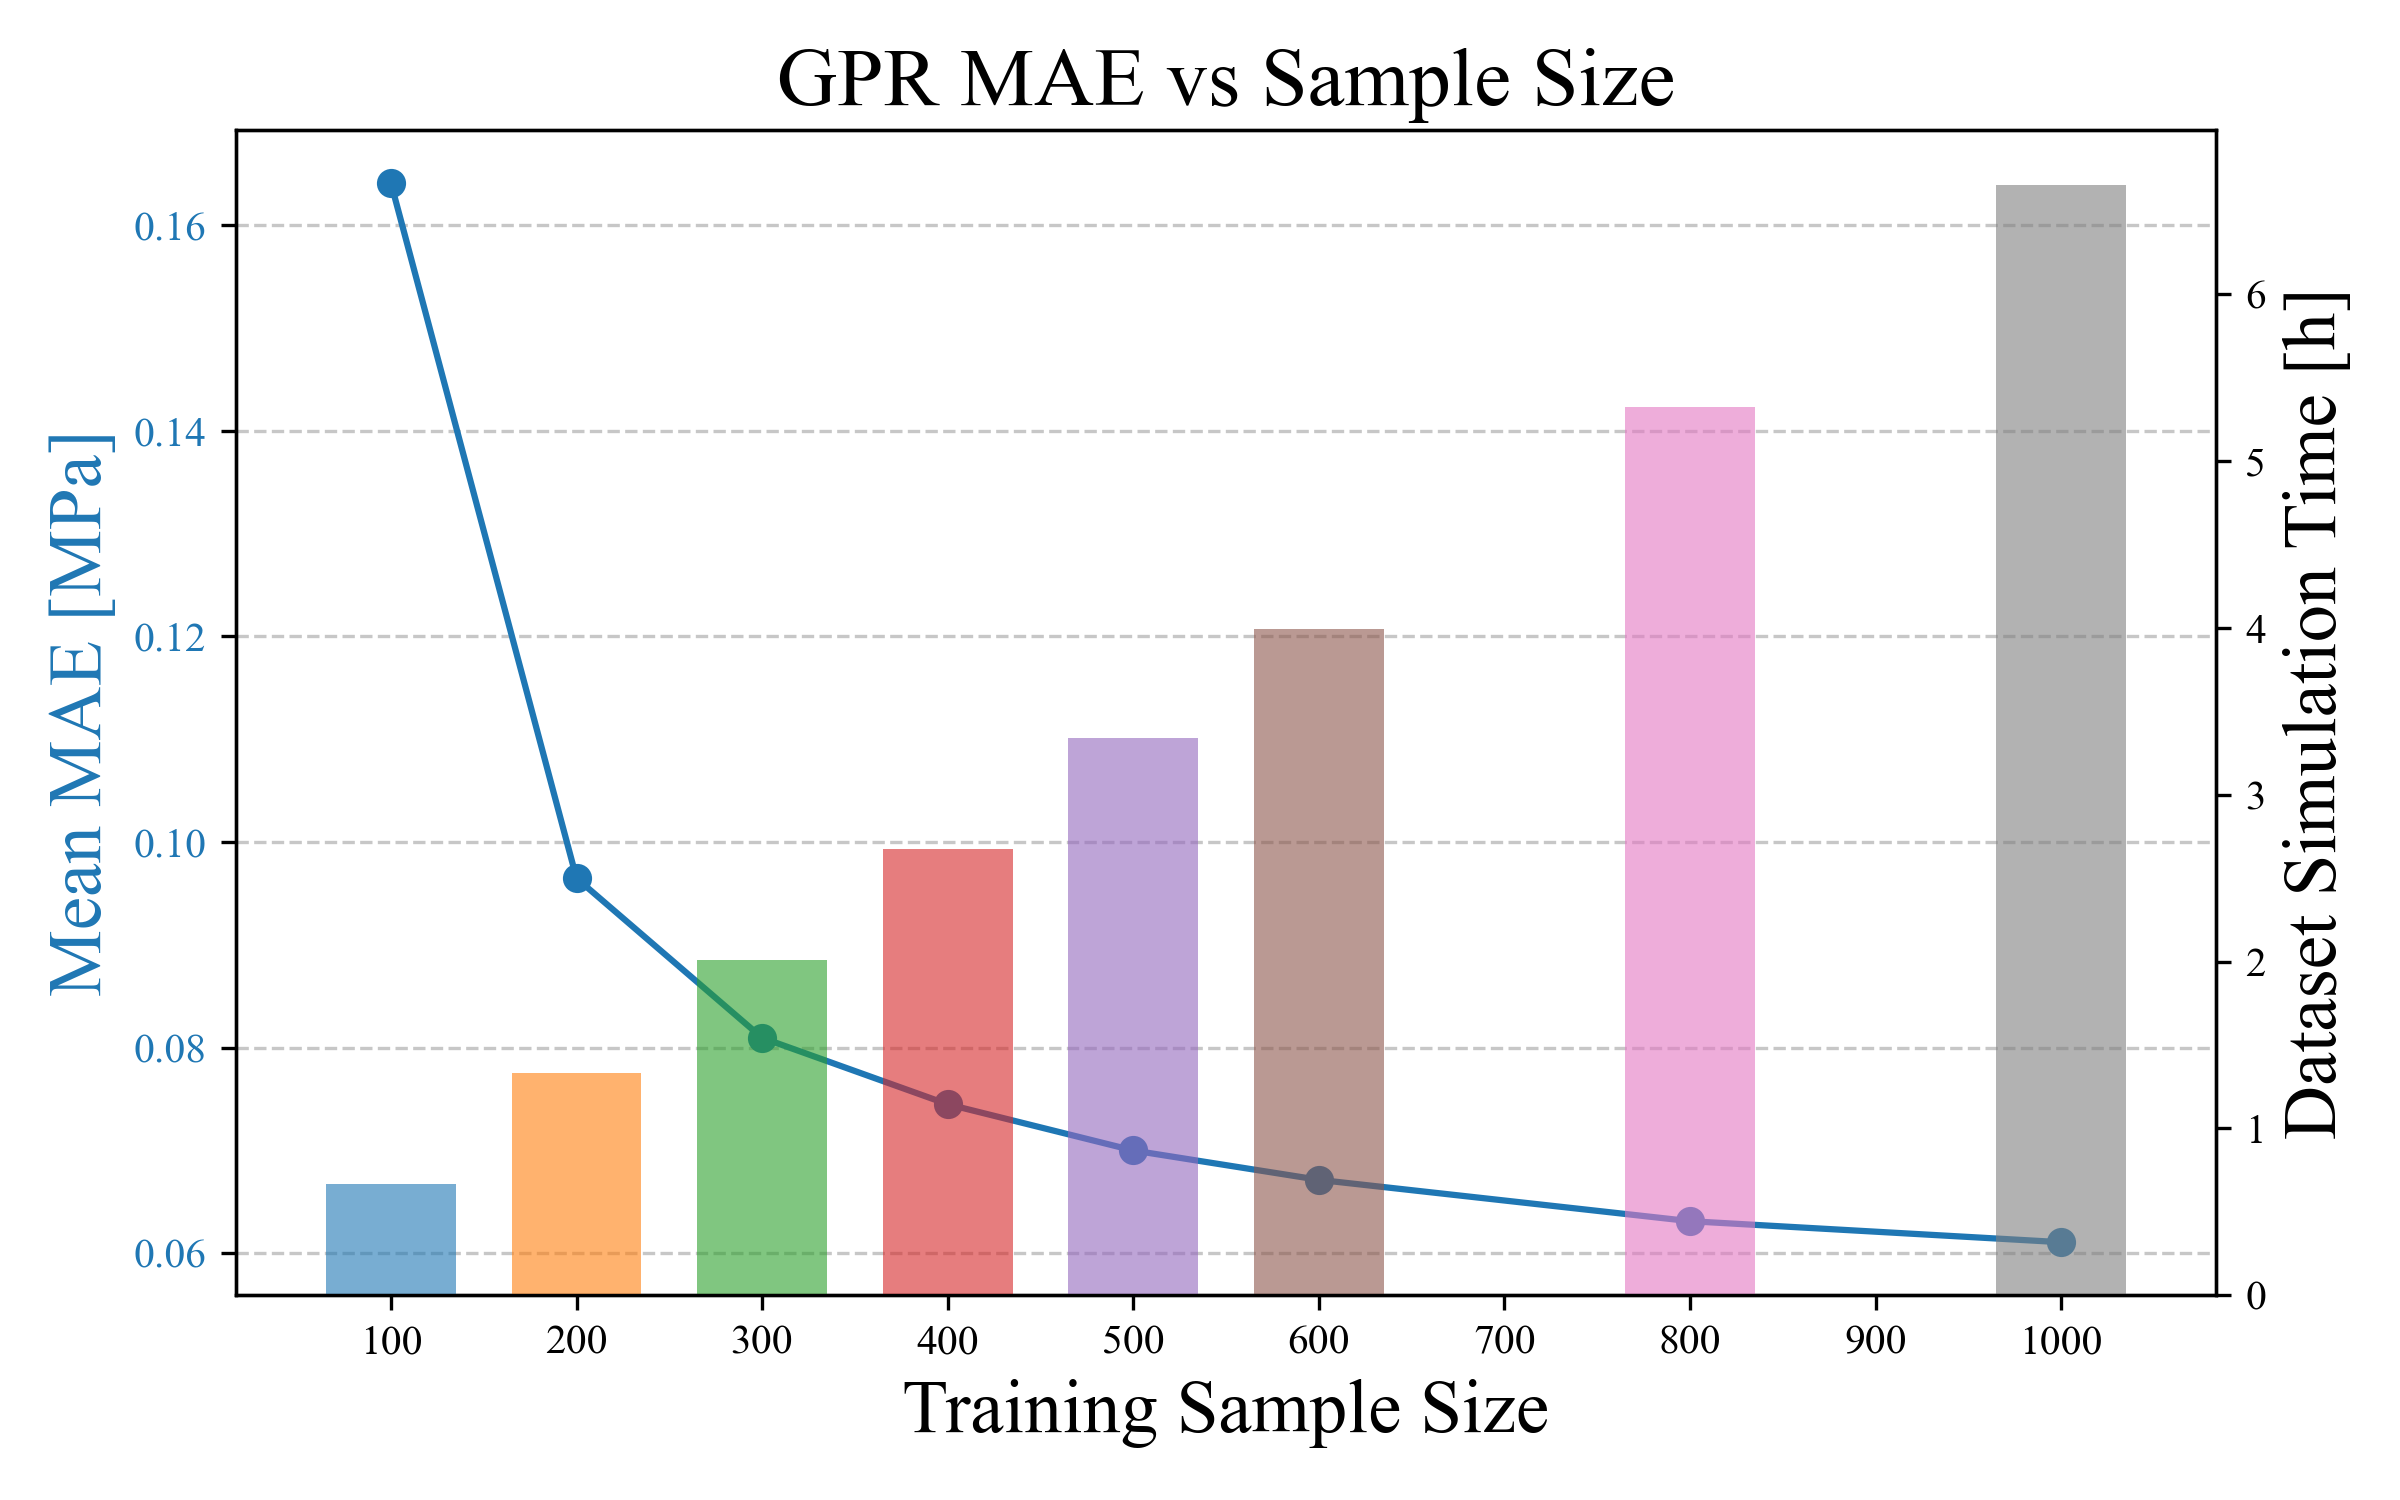 GPR MAE vs Sample Size
Mean MAE [MPa]
0.16
0.14
0.12
0.10
0.08
0.06
6
5
4
3
2
1
0
Dataset Simulation Time [h]
100 200 300 400 500 600 700 800 900 1000
Training Sample Size